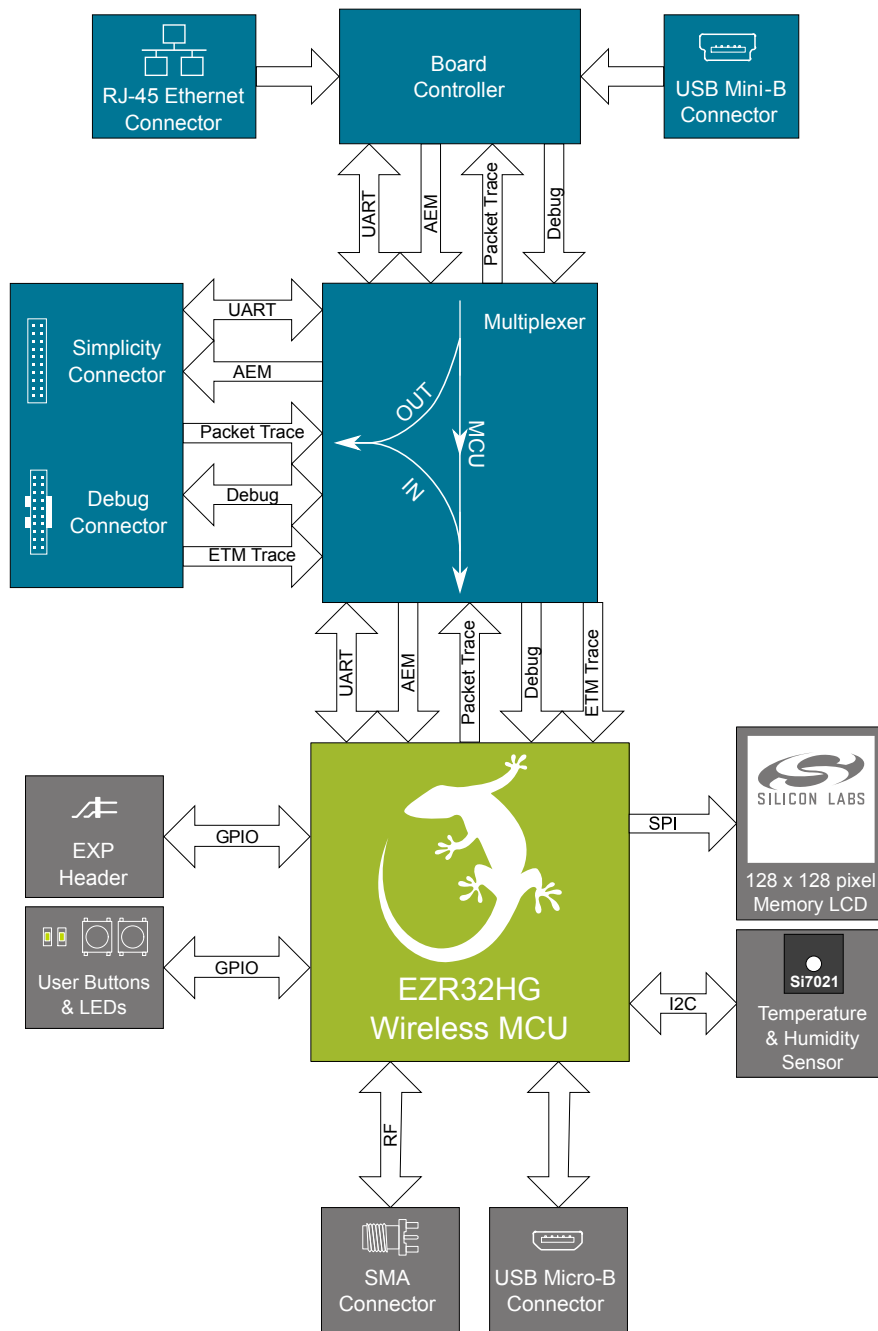 RJ-45 Ethernet
Connector
Board
Controller
USB Mini-B
Connector
UART
AEM
Packet Trace
Debug
Simplicity
Connector
Debug
Connector
UART
AEM
Packet Trace
Debug
ETM Trace
Multiplexer
OUT
MCU
IN
UART
AEM
Packet Trace
Debug
ETM Trace
EXP
Header
GPIO
User Buttons
& LEDs
GPIO
EZR32HG
Wireless MCU
SPI
SILICON LABS
128 x 128 pixel
Memory LCD
I2C
Si7021
Temperature
& Humidity
Sensor
RF
SMA
Connector
USB Micro-B
Connector